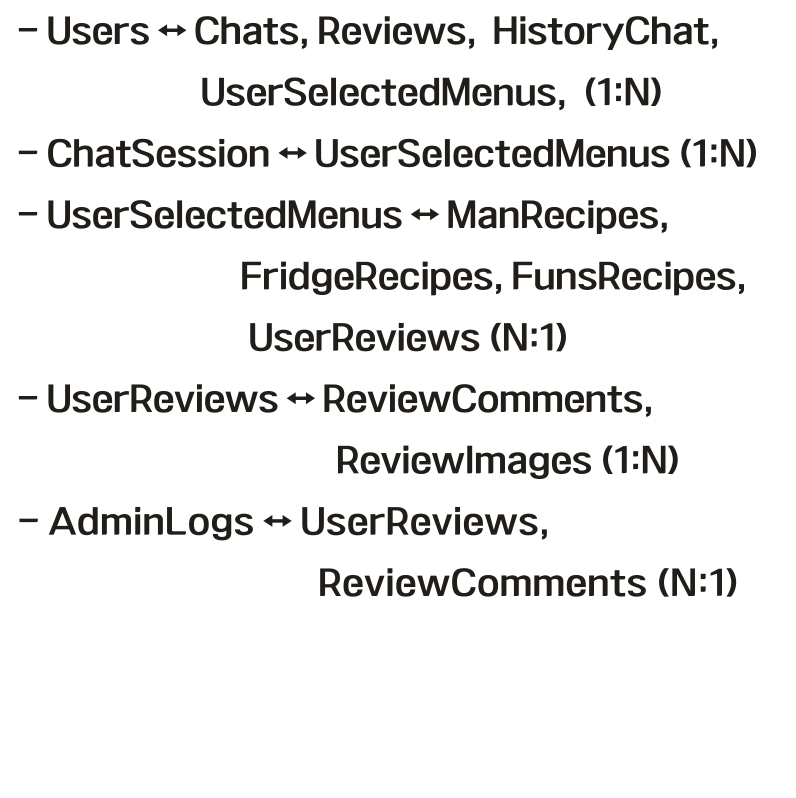 – Users ↔ Chats, Reviews, HistoryChat,
UserSelectedMenus, (1:N)
– ChatSession ↔ UserSelectedMenus (1:N)
– UserSelectedMenus ↔ ManRecipes,
FridgeRecipes, FunsRecipes,
UserReviews (N:1)
– UserReviews ↔ ReviewComments,
ReviewImages (1:N)
– AdminLogs ↔ UserReviews,
ReviewComments (N:1)